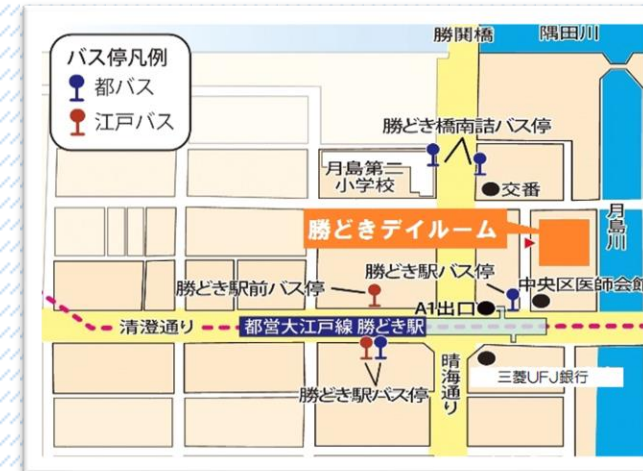 勝関橋
隅田川
バス停凡例
都バス
江戸バス
勝どき橋南詰バス停
月島第二
小学校
交番
月島川
勝どきデイルーム
勝どき駅バス停
中央区医師会館
勝どき駅前バス停
A1出口
清澄通り
都営大江戸線 勝どき駅
晴海通り
三菱UFJ銀行
勝どき駅バス停